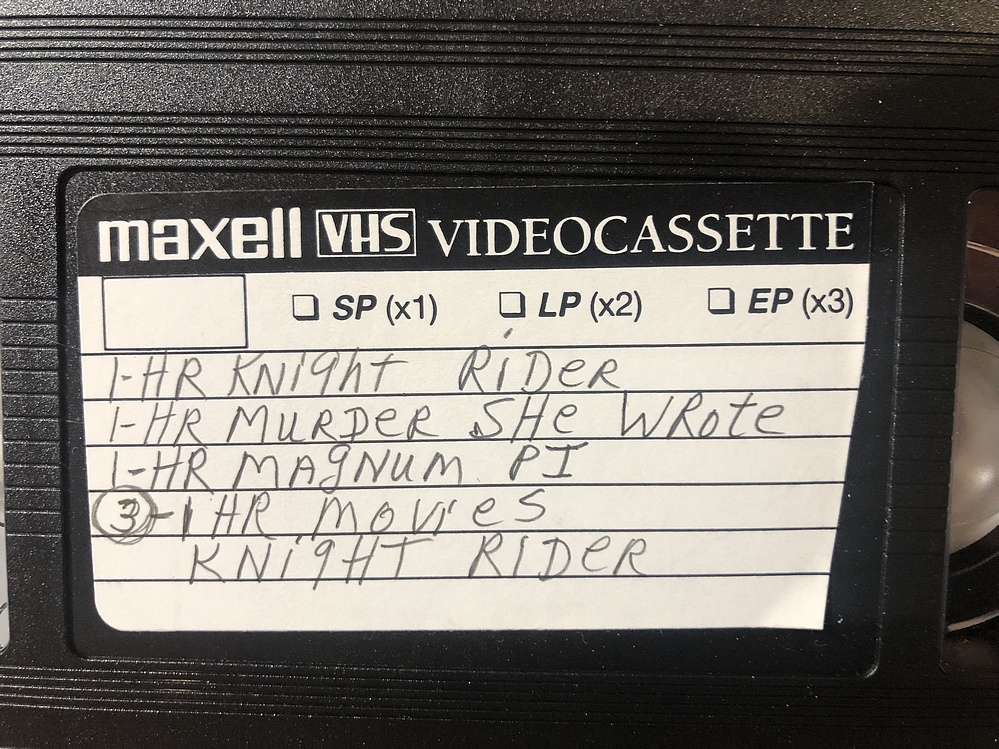 maxell VHS VIDEOCASSETTE
❏ SP (x1) ❏ LP (x2) ❏ EP (x3)
1-HR KNigHT RiDeR
1-HR MURDER SHe WRote
1-HR MAgNUM PI
3-1 HR movies
KNigHT RIDeR